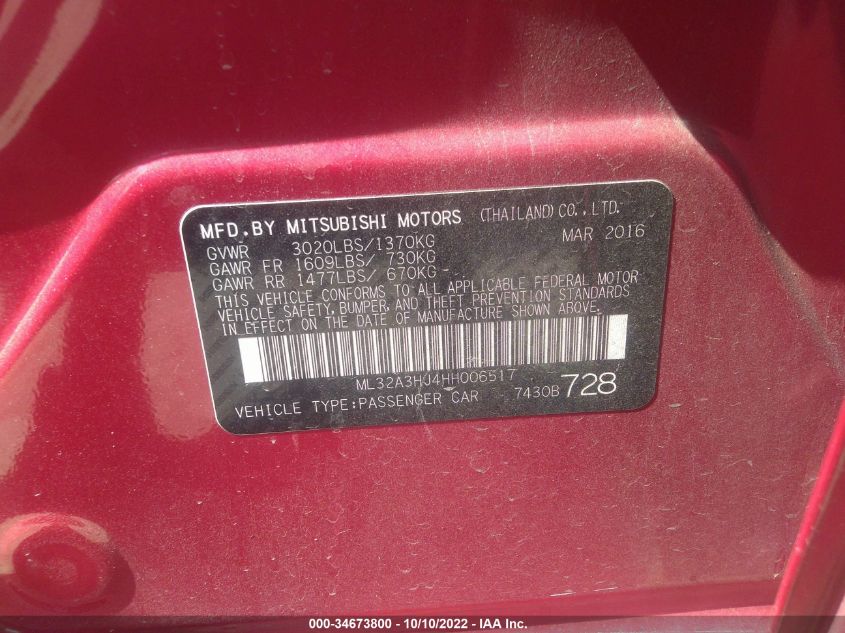 MFD. BY MITSUBISHI MOTORS (THAILAND) CO., LTD.
GVWR 3020LBS/1370KG MAR 2016
GAWR FR 1609LBS/ 730KG
GAWR RR 1477LBS/ 670KG
THIS VEHICLE CONFORMS TO ALL APPLICABLE FEDERAL MOTOR
VEHICLE SAFETY, BUMPER, AND THEFT PREVENTION STANDARDS
IN EFFECT ON THE DATE OF MANUFACTURE SHOWN ABOVE.
ML32A3HJ4HH006517
VEHICLE TYPE:PASSENGER CAR 7430B 728
000-34673800 - 10/10/2022 - IAA Inc.